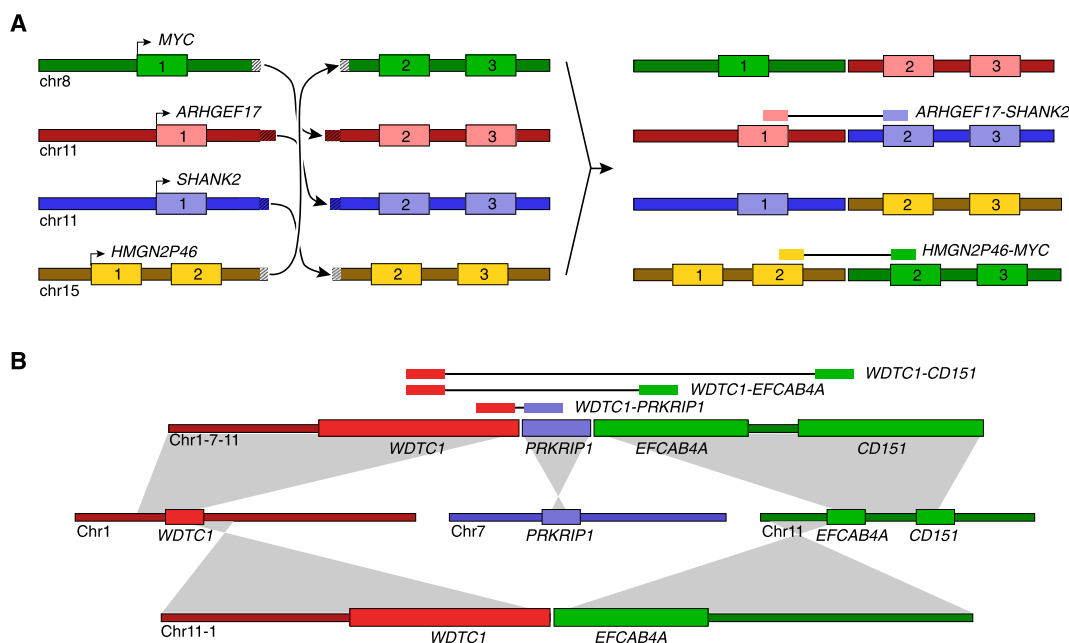 A
MYC
1
2
3
chr8
1
2
3
ARHGEF17
1
2
3
chr11
ARHGEF17-SHANK2
1
2
3
SHANK2
1
2
3
chr11
1
2
3
HMGN2P46
1
2
2
3
chr15
HMGN2P46-MYC
1
2
2
3
B
WDTC1-CD151
WDTC1-EFCAB4A
WDTC1-PRKRIP1
Chr1-7-11
WDTC1
PRKRIP1
EFCAB4A
CD151
Chr1
WDTC1
Chr7
PRKRIP1
Chr11
EFCAB4A
CD151
Chr11-1
WDTC1
EFCAB4A